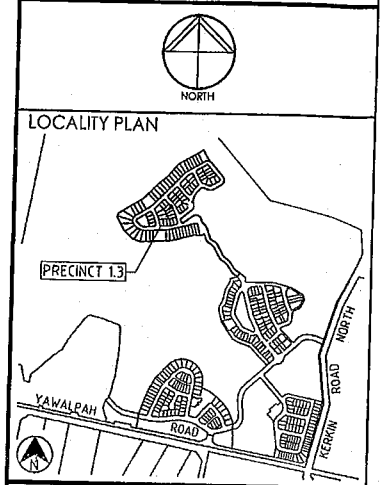 NORTH
LOCALITY PLAN
PRECINCT 1.3
YAWALPAH
ROAD
KERKIN ROAD NORTH
N